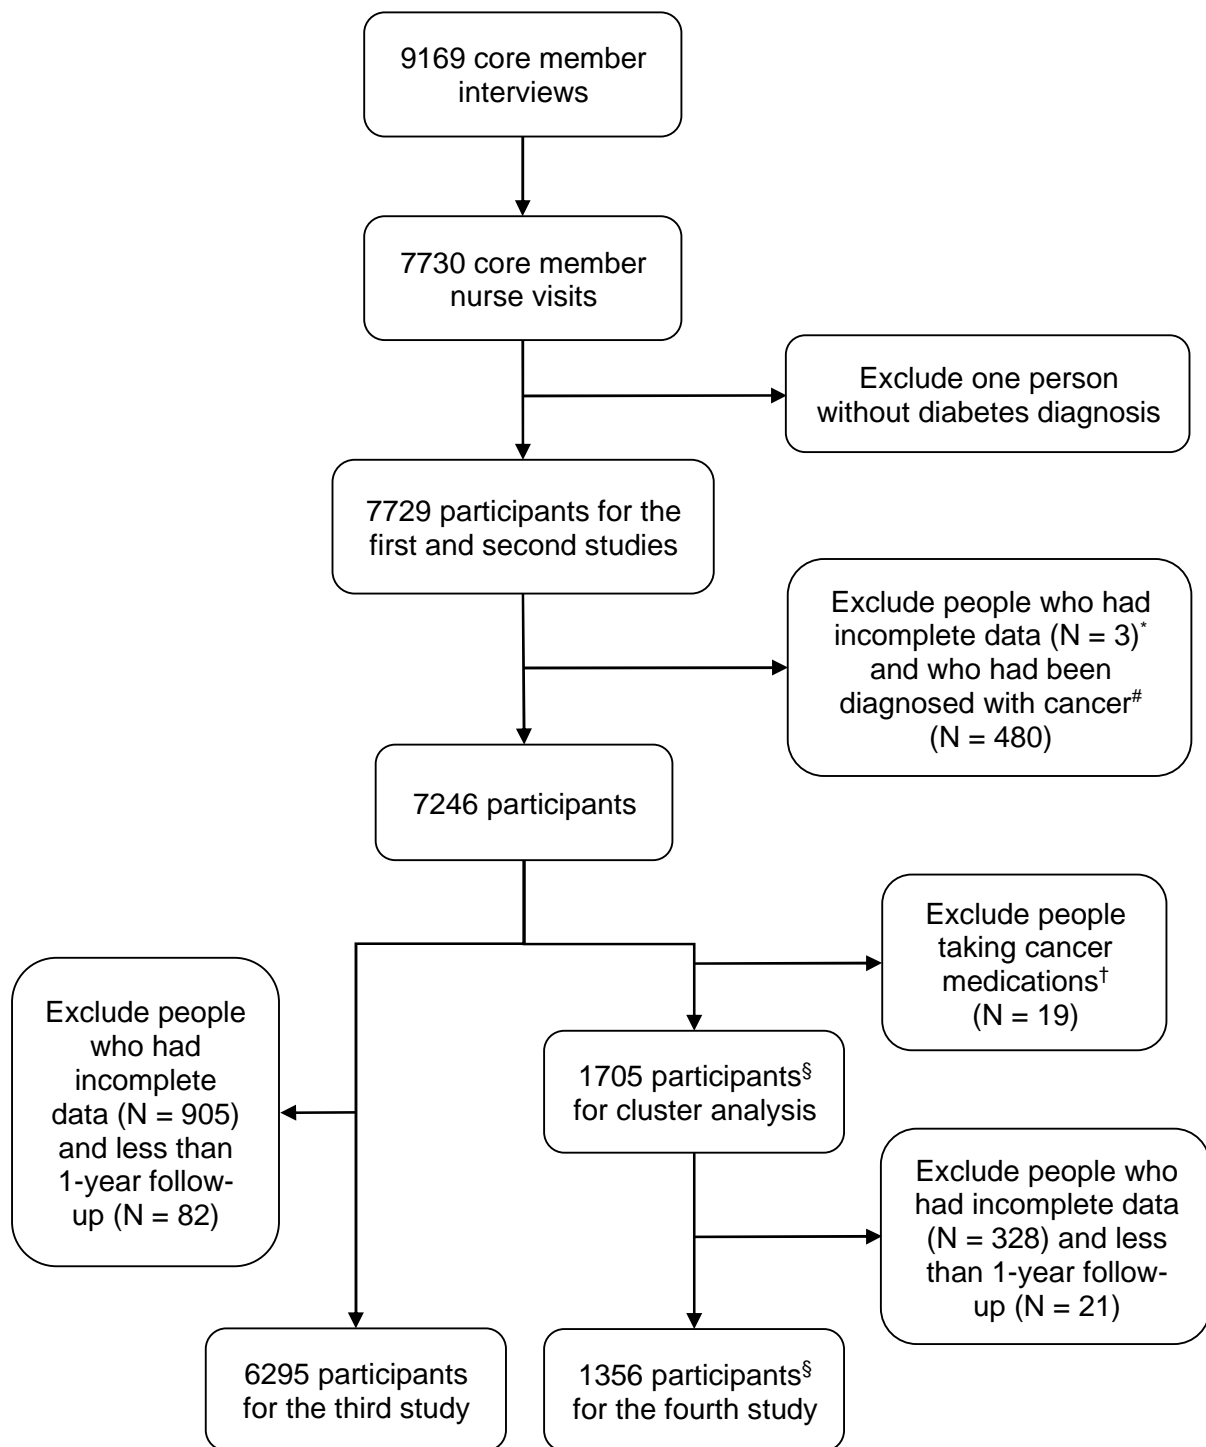 9169 core member
interviews
7730 core member
nurse visits
Exclude one person
without diabetes diagnosis
7729 participants for the
first and second studies
Exclude people who had
incomplete data (N = 3)*
and who had been
diagnosed with cancer#
(N = 480)
7246 participants
Exclude people
taking cancer
medications†
(N = 19)
Exclude people
who had
incomplete
data (N = 905)
and less than
1-year follow-
up (N = 82)
1705 participants§
for cluster analysis
Exclude people who
had incomplete data
(N = 328) and less
than 1-year follow-
up (N = 21)
6295 participants
for the third study
1356 participants§
for the fourth study